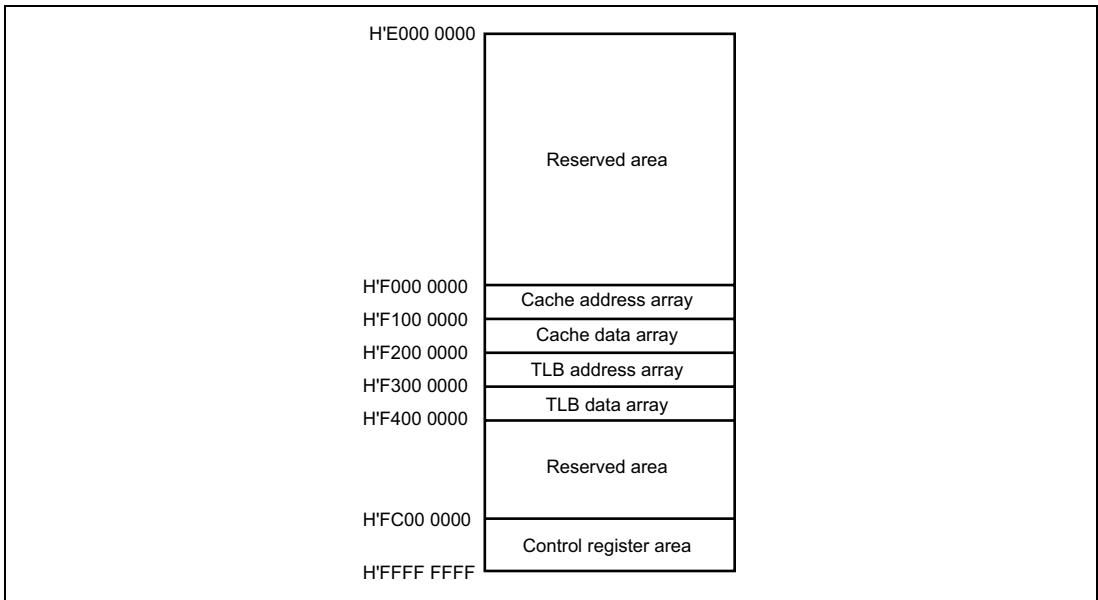 H'E000 0000
Reserved area
H'F000 0000
Cache address array
H'F100 0000
Cache data array
H'F200 0000
TLB address array
H'F300 0000
TLB data array
H'F400 0000
Reserved area
H'FC00 0000
Control register area
H'FFFF FFFF